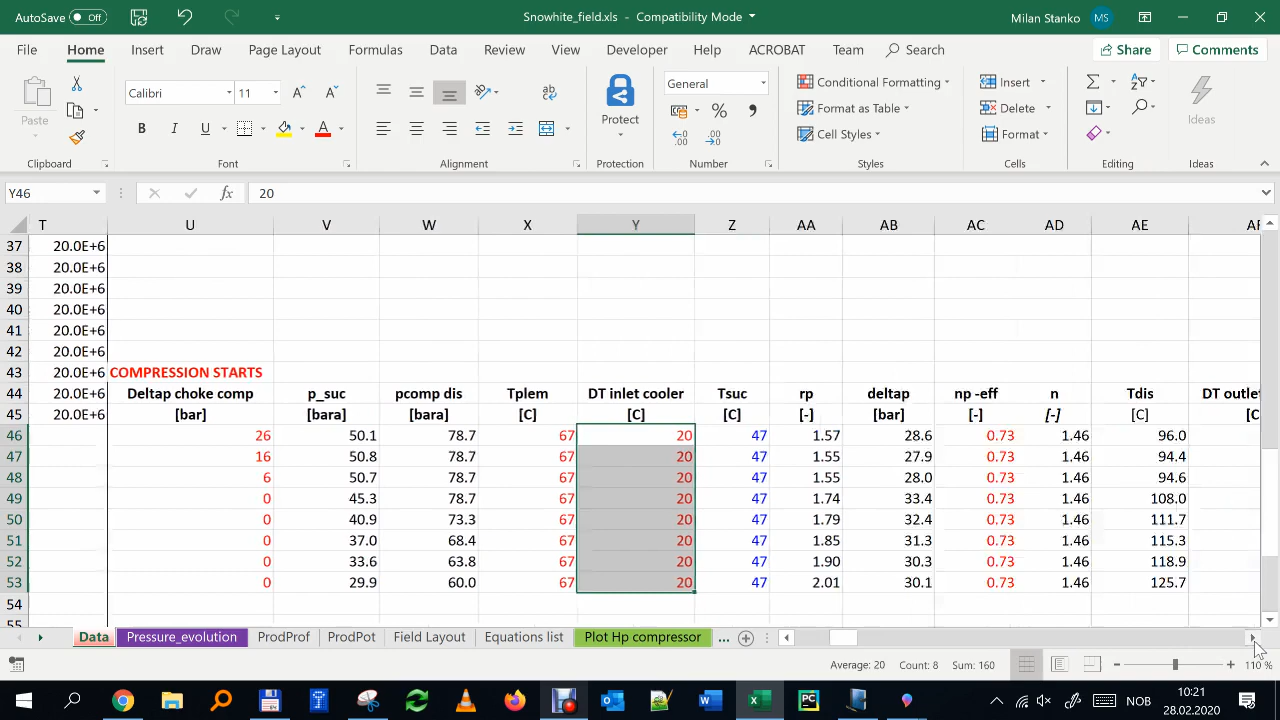 AutoSave Off Snowhite_field.xls - Compatibility Mode Milan Stanko MS
File Home Insert Draw Page Layout Formulas Data Review View Developer Help ACROBAT Team Search Share Comments
Paste Calibri 11 B I U A General Protect Conditional Formatting Format as Table Cell Styles Insert Delete Format Ideas
Clipboard Font Alignment Protection Number Styles Cells Editing Ideas
Y46 fx 20
T U V W X Y Z AA AB AC AD AE AF
37 20.0E+6
38 20.0E+6
39 20.0E+6
40 20.0E+6
41 20.0E+6
42 20.0E+6
43 20.0E+6 COMPRESSION STARTS
44 20.0E+6 Deltap choke comp p_suc pcomp dis Tplem DT inlet cooler Tsuc rp deltap np -eff n Tdis DT outle
45 20.0E+6 [bar] [bara] [bara] [C] [C] [C] [-] [bar] [-] [-] [C] [C
46 26 50.1 78.7 67 20 47 1.57 28.6 0.73 1.46 96.0
47 16 50.8 78.7 67 20 47 1.55 27.9 0.73 1.46 94.4
48 6 50.7 78.7 67 20 47 1.55 28.0 0.73 1.46 94.6
49 0 45.3 78.7 67 20 47 1.74 33.4 0.73 1.46 108.0
50 0 40.9 73.3 67 20 47 1.79 32.4 0.73 1.46 111.7
51 0 37.0 68.4 67 20 47 1.85 31.3 0.73 1.46 115.3
52 0 33.6 63.8 67 20 47 1.90 30.3 0.73 1.46 118.9
53 0 29.9 60.0 67 20 47 2.01 30.1 0.73 1.46 125.7
54
55
Data Pressure_evolution ProdProf ProdPot Field Layout Equations list Plot Hp compressor ...
Average: 20 Count: 8 Sum: 160 110 %
NOB 10:21
28.02.2020